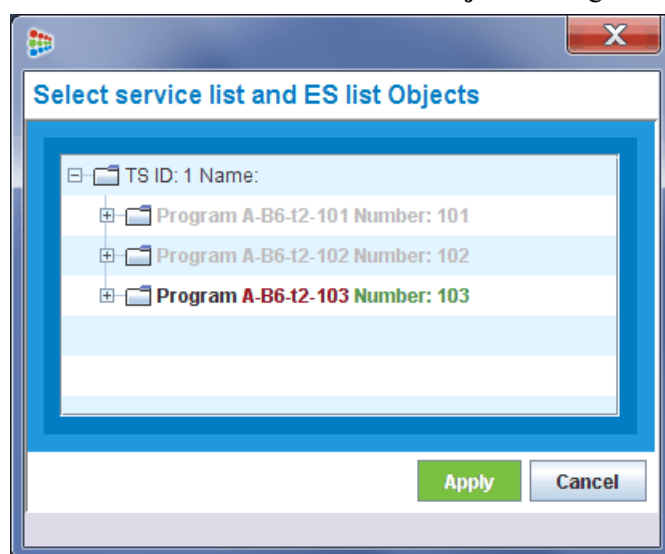 Select service list and ES list Objects
TS ID: 1 Name:
Program A-B6-t2-101 Number: 101
Program A-B6-t2-102 Number: 102
Program A-B6-t2-103 Number: 103
Apply Cancel